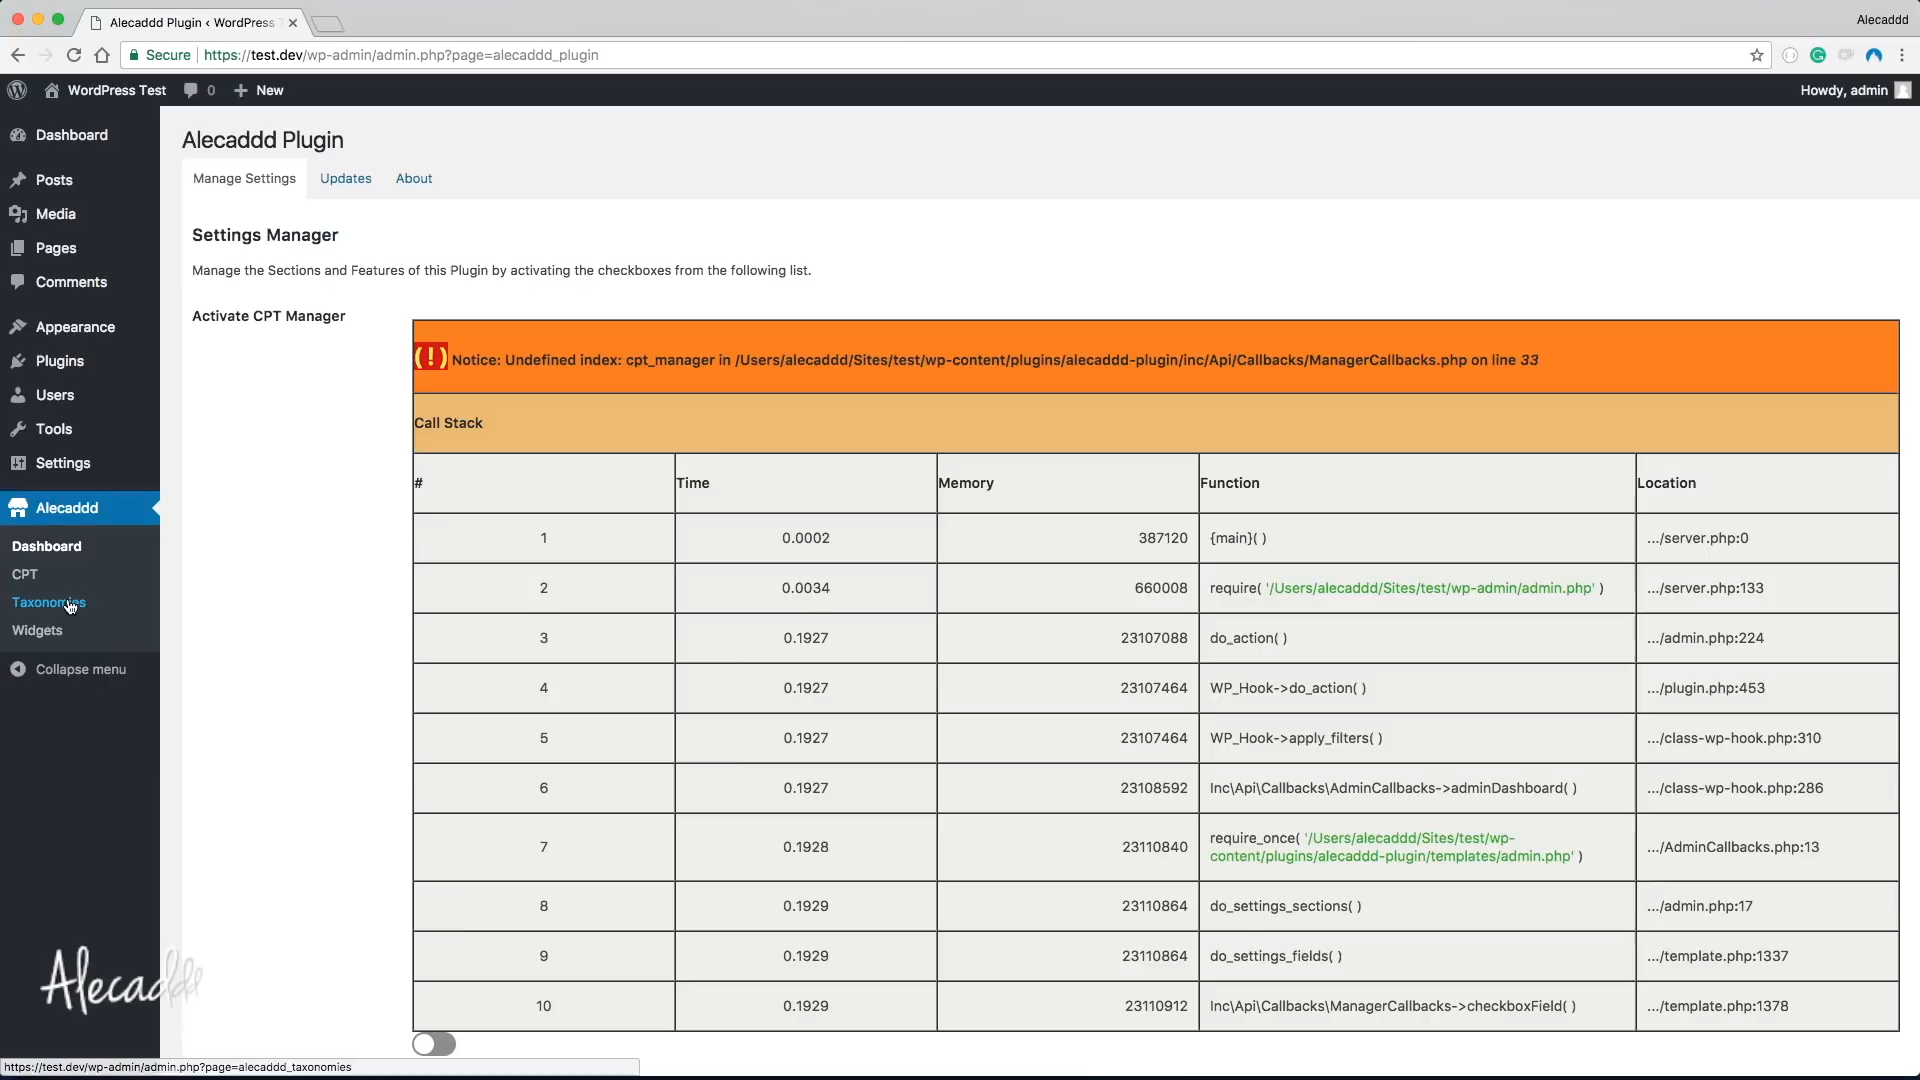 Alecaddd Plugin ‹ WordPress
Alecaddd
Secure
https://test.dev/wp-admin/admin.php?page=alecaddd_plugin
WordPress Test
0
New
Howdy, admin
Dashboard
Posts
Media
Pages
Comments
Appearance
Plugins
Users
Tools
Settings
Alecaddd
Dashboard
CPT
Taxonomies
Widgets
Collapse menu
Alecaddd Plugin
Manage Settings
Updates
About
Settings Manager
Manage the Sections and Features of this Plugin by activating the checkboxes from the following list.
Activate CPT Manager
( ! ) Notice: Undefined index: cpt_manager in /Users/alecaddd/Sites/test/wp-content/plugins/alecaddd-plugin/inc/Api/Callbacks/ManagerCallbacks.php on line 33
Call Stack
# Time Memory Function Location
1 0.0002 387120 {main}( ) .../server.php:0
2 0.0034 660008 require( '/Users/alecaddd/Sites/test/wp-admin/admin.php' ) .../server.php:133
3 0.1927 23107088 do_action( ) .../admin.php:224
4 0.1927 23107464 WP_Hook->do_action( ) .../plugin.php:453
5 0.1927 23107464 WP_Hook->apply_filters( ) .../class-wp-hook.php:310
6 0.1927 23108592 Inc\Api\Callbacks\AdminCallbacks->adminDashboard( ) .../class-wp-hook.php:286
7 0.1928 23110840 require_once( '/Users/alecaddd/Sites/test/wp-
content/plugins/alecaddd-plugin/templates/admin.php' ) .../AdminCallbacks.php:13
8 0.1929 23110864 do_settings_sections( ) .../admin.php:17
9 0.1929 23110864 do_settings_fields( ) .../template.php:1337
10 0.1929 23110912 Inc\Api\Callbacks\ManagerCallbacks->checkboxField( ) .../template.php:1378
Alecaddd
https://test.dev/wp-admin/admin.php?page=alecaddd_taxonomies